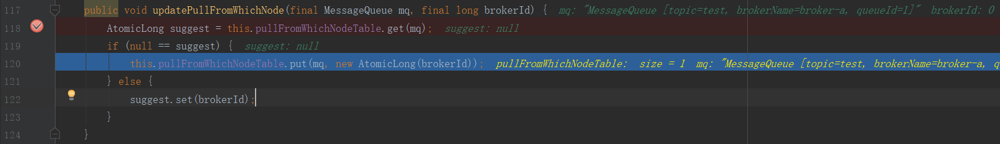 117 public void updatePullFromWhichNode(final MessageQueue mq, final long brokerId) { mq: "MessageQueue [topic=test, brokerName=broker-a, queueId=1]" brokerId: 0
118 AtomicLong suggest = this.pullFromWhichNodeTable.get(mq); suggest: null
119 if (null == suggest) { suggest: null
120 this.pullFromWhichNodeTable.put(mq, new AtomicLong(brokerId)); pullFromWhichNodeTable: size = 1 mq: "MessageQueue [topic=test, brokerName=broker-a, q
121 } else {
122 suggest.set(brokerId);
123 }
124 }